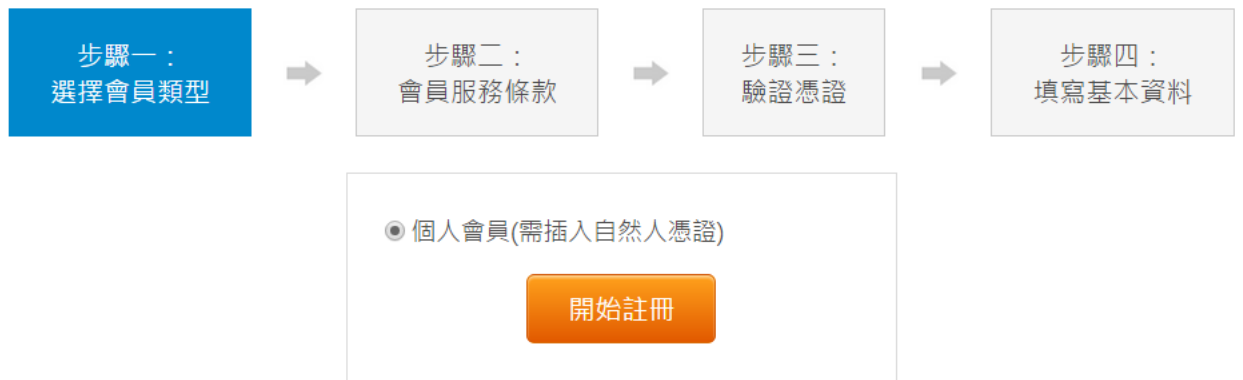 步驟一：
選擇會員類型
步驟二：
會員服務條款
步驟三：
驗證憑證
步驟四：
填寫基本資料
個人會員(需插入自然人憑證)
開始註冊